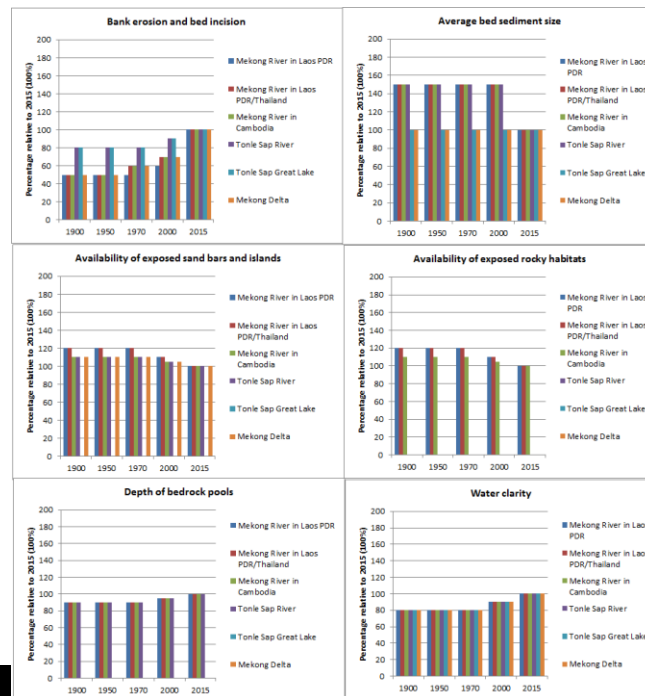 Bank erosion and bed incision
Percentage relative to 2015 (100%)
200
180
160
140
120
100
80
60
40
20
0
1900 1950 1970 2000 2015
Mekong River in Laos PDR
Mekong River in Laos
PDR/Thailand
Mekong River in
Cambodia
Tonle Sap River
Tonle Sap Great Lake
Mekong Delta
Average bed sediment size
Percentage relative to 2015 (100%)
200
180
160
140
120
100
80
60
40
20
0
1900 1950 1970 2000 2015
Mekong River in Laos
PDR
Mekong River in Laos
PDR/Thailand
Mekong River in
Cambodia
Tonle Sap River
Tonle Sap Great Lake
Mekong Delta
Availability of exposed sand bars and islands
Percentage relative to 2015 (100%)
200
180
160
140
120
100
80
60
40
20
0
1900 1950 1970 2000 2015
Mekong River in Laos PDR
Mekong River in Laos
PDR/Thailand
Mekong River in
Cambodia
Tonle Sap River
Tonle Sap Great Lake
Mekong Delta
Availability of exposed rocky habitats
Percentage relative to 2015 (100%)
200
180
160
140
120
100
80
60
40
20
0
1900 1950 1970 2000 2015
Mekong River in Laos
PDR
Mekong River in Laos
PDR/Thailand
Mekong River in
Cambodia
Tonle Sap River
Tonle Sap Great Lake
Mekong Delta
Depth of bedrock pools
Percentage relative to 2015 (100%)
200
180
160
140
120
100
80
60
40
20
0
1900 1950 1970 2000 2015
Mekong River in Laos PDR
Mekong River in Laos
PDR/Thailand
Mekong River in
Cambodia
Tonle Sap River
Tonle Sap Great Lake
Mekong Delta
Water clarity
Percentage relative to 2015 (100%)
200
180
160
140
120
100
80
60
40
20
0
1900 1950 1970 2000 2015
Mekong River in Laos
PDR
Mekong River in Laos
PDR/Thailand
Mekong River in
Cambodia
Tonle Sap River
Tonle Sap Great Lake
Mekong Delta